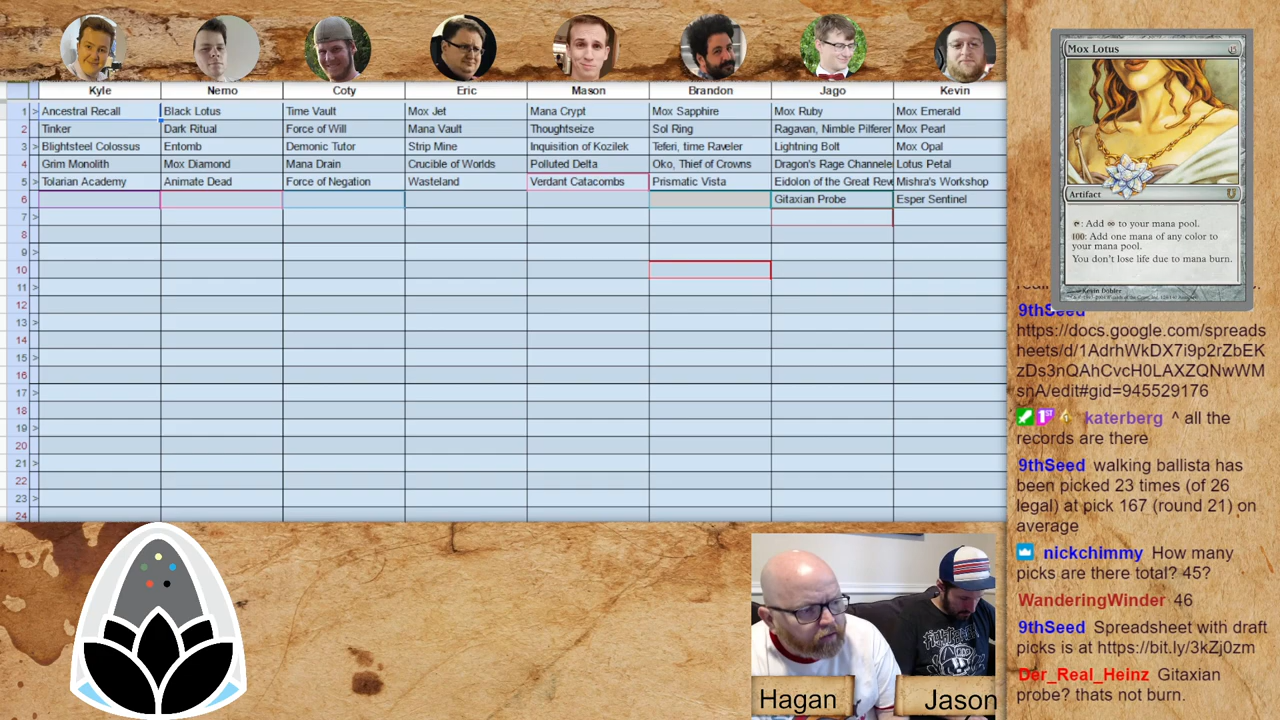 Kyle Nemo Coty Eric Mason Brandon Jago Kevin
1 > Ancestral Recall Black Lotus Time Vault Mox Jet Mana Crypt Mox Sapphire Mox Ruby Mox Emerald
2 Tinker Dark Ritual Force of Will Mana Vault Thoughtseize Sol Ring Ragavan, Nimble Pilferer Mox Pearl
3 > Blightsteel Colossus Entomb Demonic Tutor Strip Mine Inquisition of Kozilek Teferi, time Raveler Lightning Bolt Mox Opal
4 Grim Monolith Mox Diamond Mana Drain Crucible of Worlds Polluted Delta Oko, Thief of Crowns Dragon's Rage Channele Lotus Petal
5 > Tolarian Academy Animate Dead Force of Negation Wasteland Verdant Catacombs Prismatic Vista Eidolon of the Great Rev Mishra's Workshop
6 Gitaxian Probe Esper Sentinel
7 >
8
9 >
10
11 >
12
13 >
14
15 >
16
17 >
18
19 >
20
21 >
22
23 >
24
Mox Lotus 15
Artifact
: Add ∞ to your mana pool.
100: Add one mana of any color to
your mana pool.
You don't lose life due to mana burn.
9thSeed
https://docs.google.com/spreads
heets/d/1AdrhWkDX7i9p2rZbEK
zDs3nQAhCvcH0LAXZQNwWM
snA/edit#gid=945529176
1ST katerberg ^ all the
records are there
9thSeed walking ballista has
been picked 23 times (of 26
legal) at pick 167 (round 21) on
average
nickchimmy How many
picks are there total? 45?
WanderingWinder 46
9thSeed Spreadsheet with draft
picks is at https://bit.ly/3kZj0zm
Der_Real_Heinz Gitaxian
probe? thats not burn.
Hagan Jason